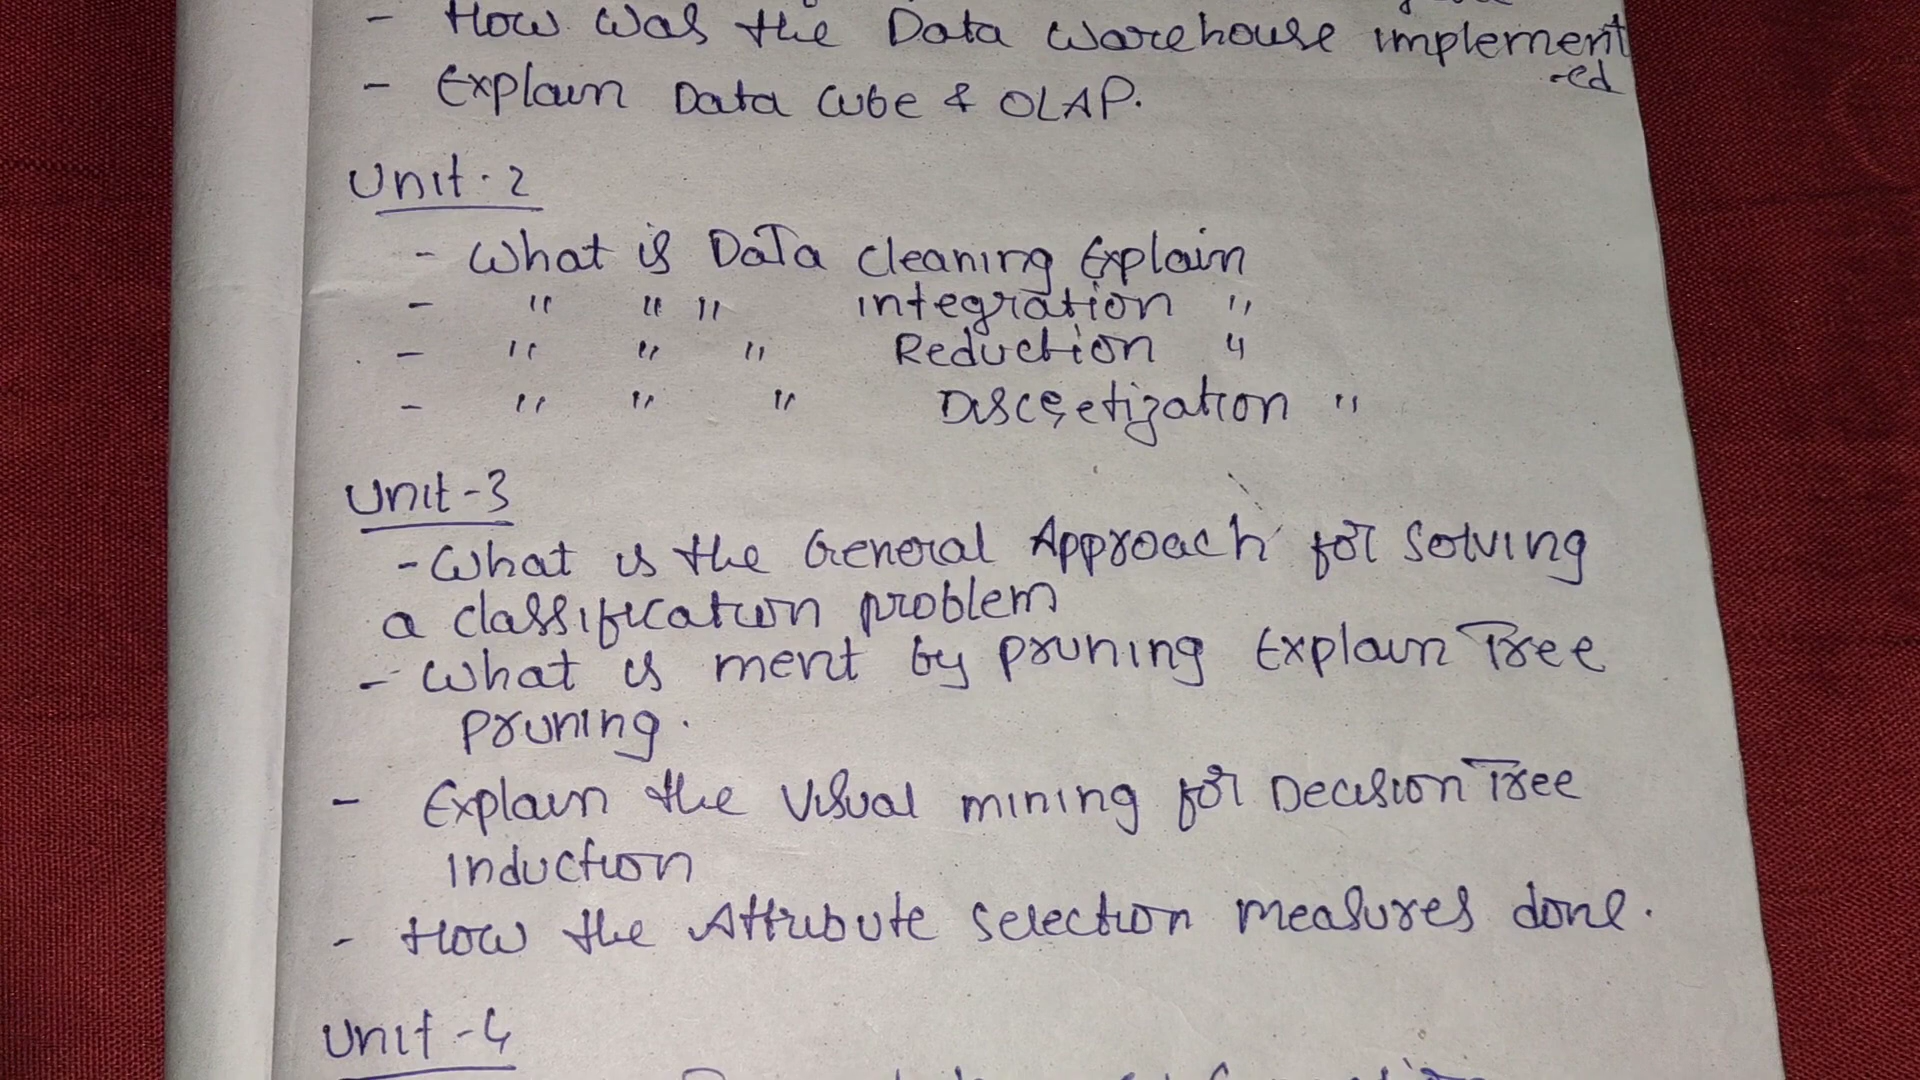 - How was the Data warehouse implement
-ed
- Explain Data Cube & OLAP.
Unit-2
- What is Data cleaning Explain
- " " " integration "
- " " " Reduction "
- " " " Discretization "
Unit-3
- What is the General Approach for Solving
a classification problem
- What is ment by pruning Explain Tree
pruning.
- Explain the Visual mining for Decision Tree
induction
- How the Attribute selection measures done.
Unit-4